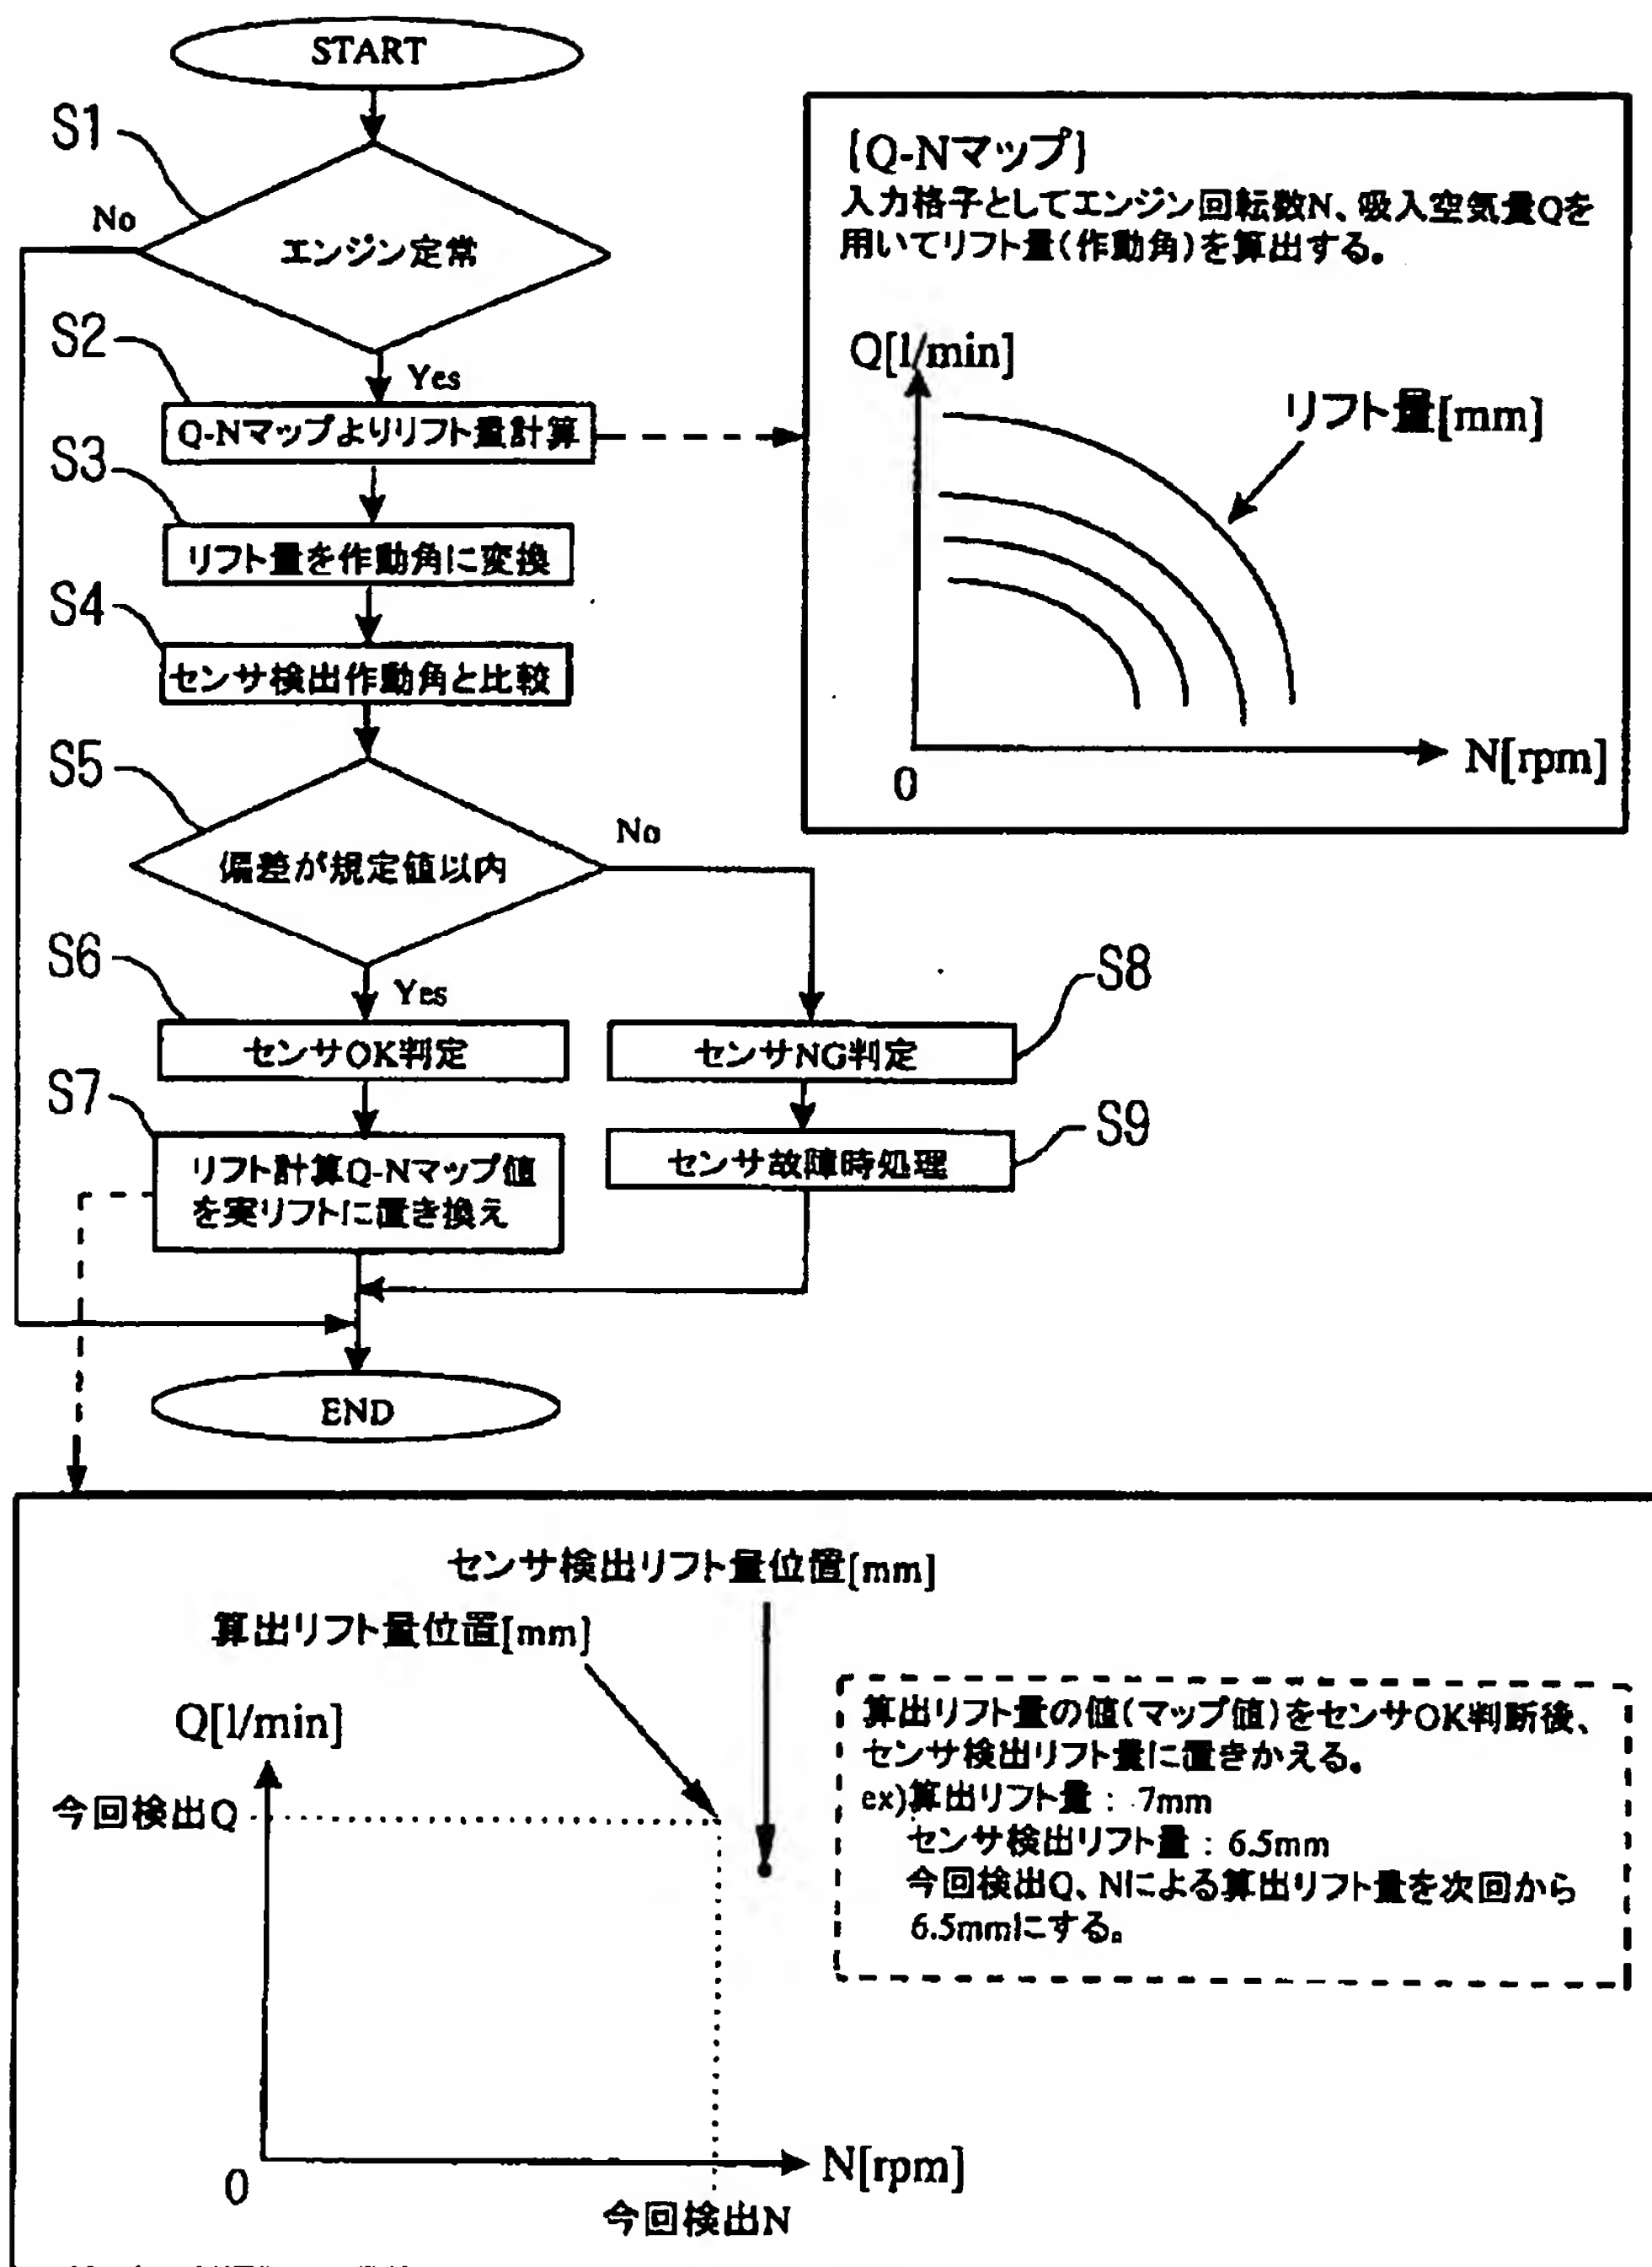 START
S1
No
エンジン定常
S2
Yes
Q-Nマップよりリフト量計算
S3
リフト量を作動角に変換
S4
センサ検出作動角と比較
S5
No
偏差が規定値以内
S6
Yes
センサOK判定
S8
センサNG判定
S7
リフト計算Q-Nマップ値
を実リフトに置き換え
S9
センサ故障時処理
END
[Q-Nマップ]
入力格子としてエンジン回転数N、吸入空気量Qを
用いてリフト量(作動角)を算出する。
Q[l/min]
リフト量[mm]
0
N[rpm]
センサ検出リフト量位置[mm]
算出リフト量位置[mm]
Q[l/min]
今回検出Q
0
N[rpm]
今回検出N
算出リフト量の値(マップ値)をセンサOK判断後、
センサ検出リフト量に置きかえる。
ex)算出リフト量 : 7mm
センサ検出リフト量 : 6.5mm
今回検出Q、Nによる算出リフト量を次回から
6.5mmにする。